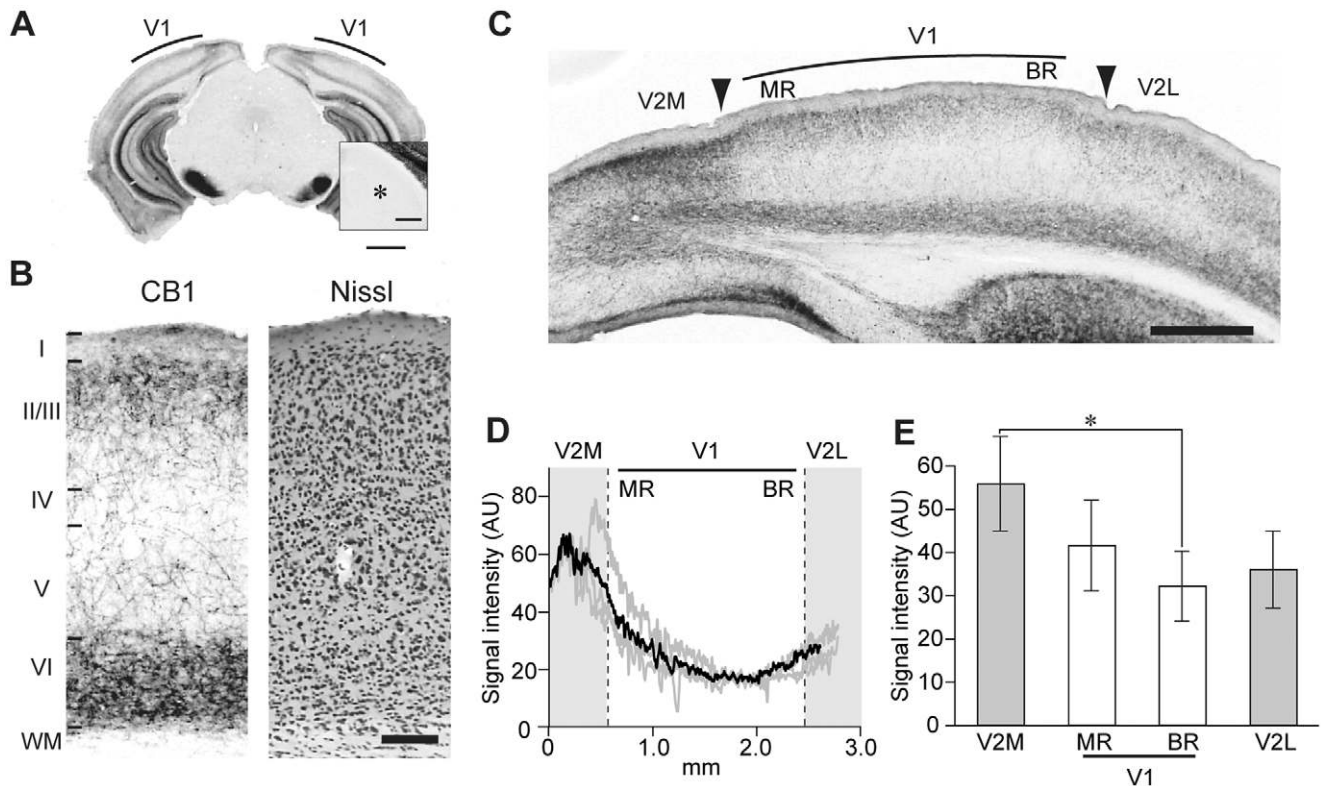 A
V1 V1
*
B
CB1 Nissl
I
II/III
IV
V
VI
WM
C
V1
V2M MR BR V2L
D
V2M V1 V2L
MR BR
Signal intensity (AU)
80
60
40
20
0
0 1.0 2.0 3.0
mm
E
*
Signal intensity (AU)
60
50
40
30
20
10
0
V2M MR BR V2L
V1